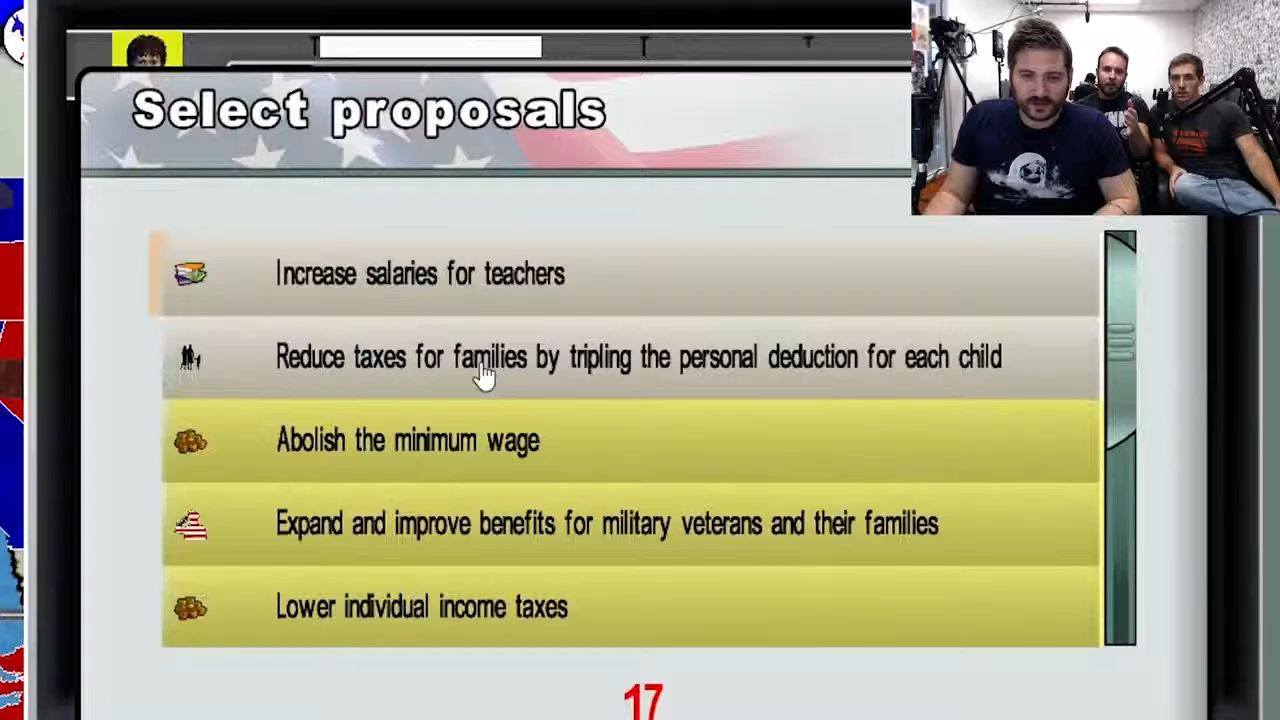 Select proposals
Increase salaries for teachers
Reduce taxes for families by tripling the personal deduction for each child
Abolish the minimum wage
Expand and improve benefits for military veterans and their families
Lower individual income taxes
17